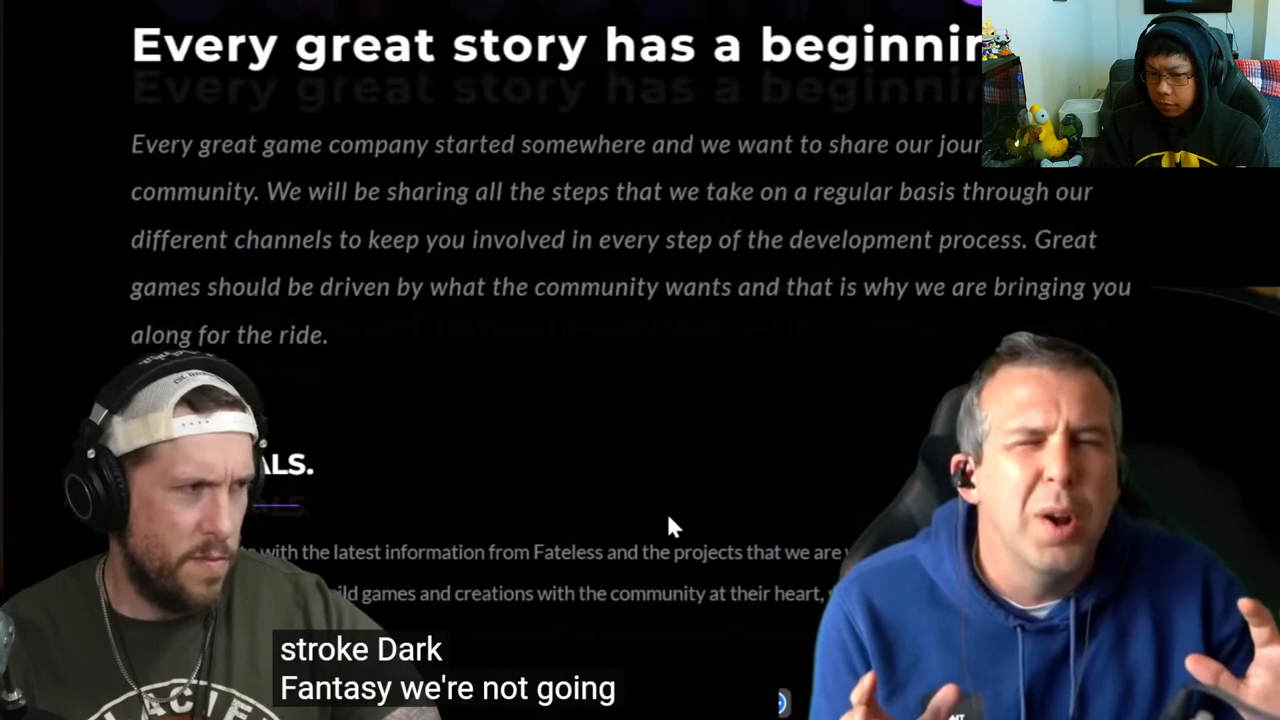 Every great story has a beginnin
Every great game company started somewhere and we want to share our jour
community. We will be sharing all the steps that we take on a regular basis through our
different channels to keep you involved in every step of the development process. Great
games should be driven by what the community wants and that is why we are bringing you
along for the ride.
ALS.
with the latest information from Fateless and the projects that we are
ild games and creations with the community at their heart,
stroke Dark
Fantasy we're not going